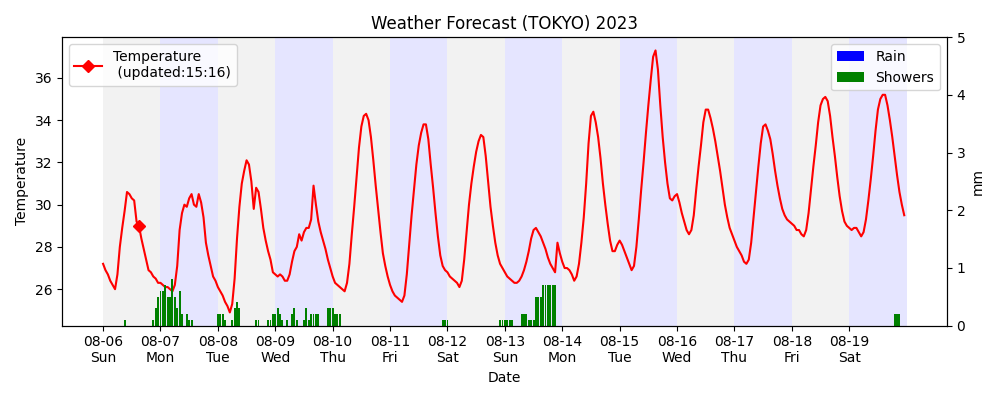 Weather Forecast (TOKYO) 2023
Temperature
(updated:15:16)
Rain
Showers
Temperature
36
34
32
30
28
26
5
4
3
2
1
0
mm
08-06 08-07 08-08 08-09 08-10 08-11 08-12 08-13 08-14 08-15 08-16 08-17 08-18 08-19
Sun Mon Tue Wed Thu Fri Sat Sun Mon Tue Wed Thu Fri Sat
Date